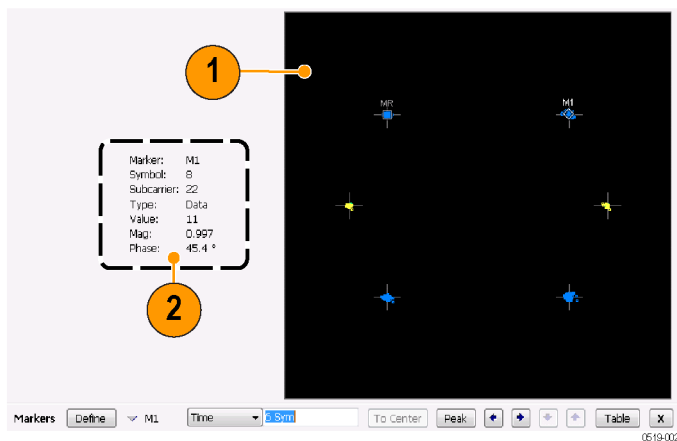 1
MR
M1
Marker: M1
Symbol: 8
Subcarrier: 22
Type: Data
Value: 11
Mag: 0.997
Phase: 45.4 °
2
Markers Define M1 Time 5 Sym To Center Peak Table X
0519-002